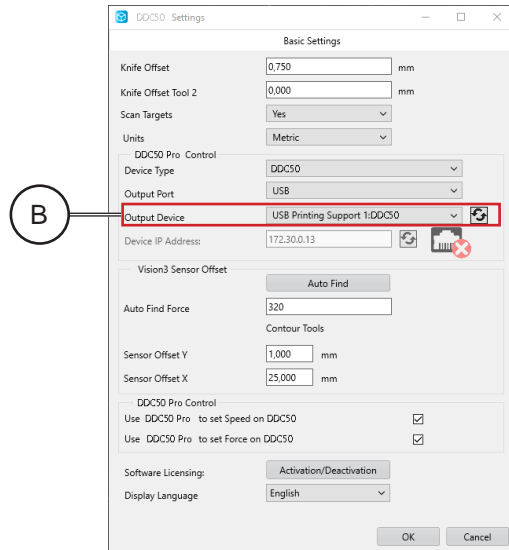 DDC50 Settings
Basic Settings
Knife Offset 0,750 mm
Knife Offset Tool 2 0,000 mm
Scan Targets Yes
Units Metric
DDC50 Pro Control
Device Type DDC50
Output Port USB
B Output Device USB Printing Support 1:DDC50
Device IP Address: 172.30.0.13
Vision3 Sensor Offset
Auto Find
Auto Find Force 320
Contour Tools
Sensor Offset Y 1,000 mm
Sensor Offset X 25,000 mm
DDC50 Pro Control
Use DDC50 Pro to set Speed on DDC50
Use DDC50 Pro to set Force on DDC50
Software Licensing: Activation/Deactivation
Display Language English
OK Cancel